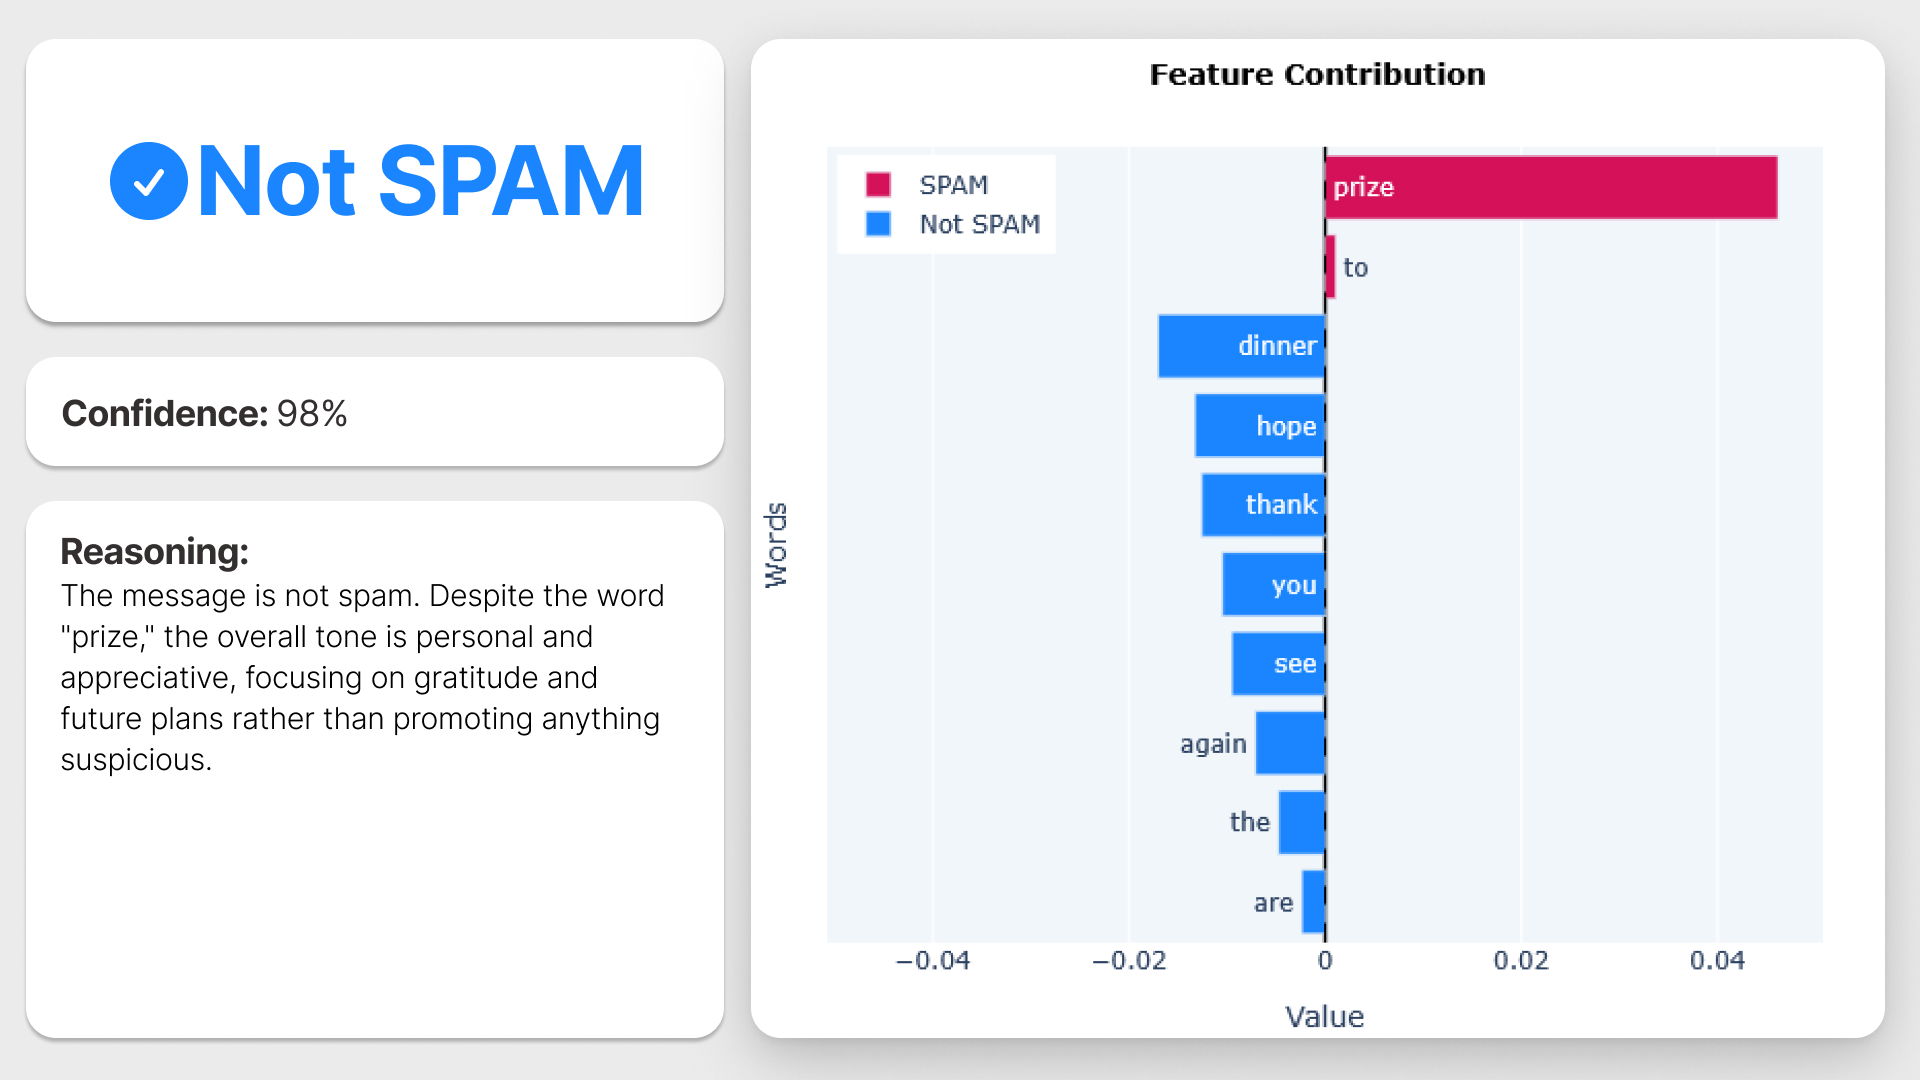 Not SPAM
Confidence: 98%
Reasoning:
The message is not spam. Despite the word
"prize," the overall tone is personal and
appreciative, focusing on gratitude and
future plans rather than promoting anything
suspicious.
Feature Contribution
SPAM
Not SPAM
prize
to
dinner
hope
thank
you
see
again
the
are
Words
−0.04
−0.02
0
0.02
0.04
Value